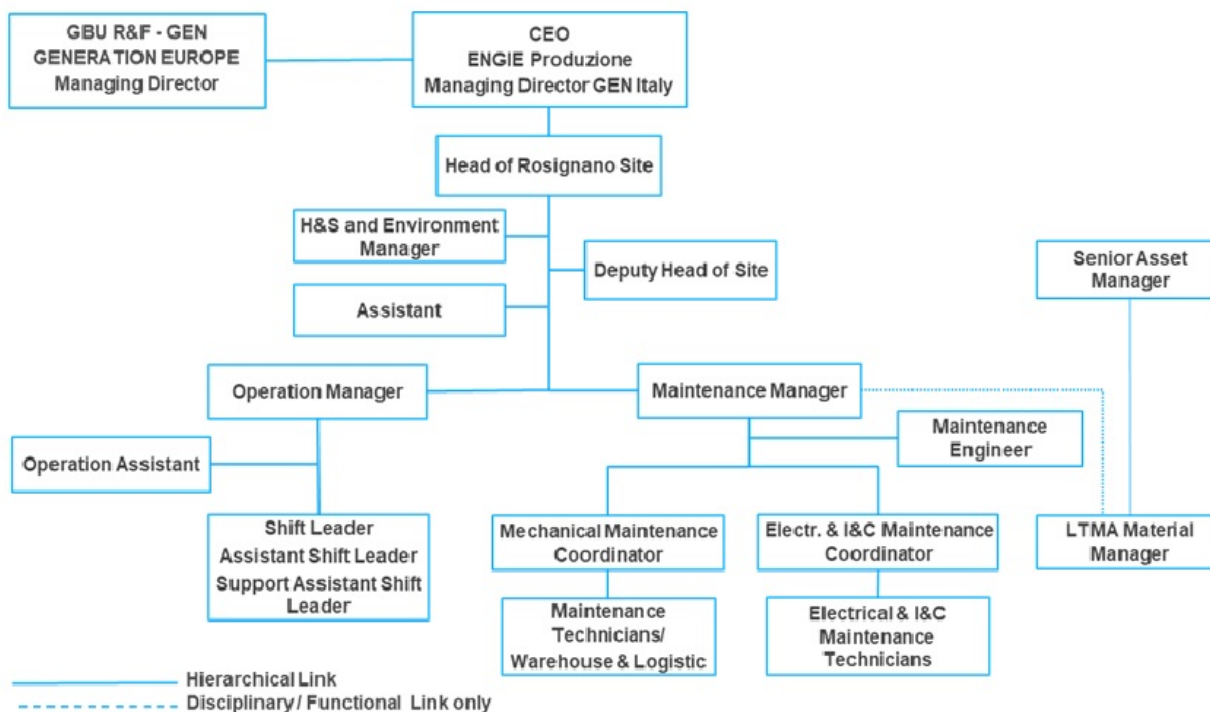 GBU R&F - GEN
GENERATION EUROPE
Managing Director
CEO
ENGIE Produzione
Managing Director GEN Italy
Head of Rosignano Site
H&S and Environment
Manager
Deputy Head of Site
Senior Asset
Manager
Assistant
Operation Manager
Maintenance Manager
Operation Assistant
Maintenance
Engineer
Shift Leader
Assistant Shift Leader
Support Assistant Shift
Leader
Mechanical Maintenance
Coordinator
Electr. & I&C Maintenance
Coordinator
LTMA Material
Manager
Maintenance
Technicians/
Warehouse & Logistic
Electrical & I&C
Maintenance
Technicians
Hierarchical Link
Disciplinary / Functional Link only